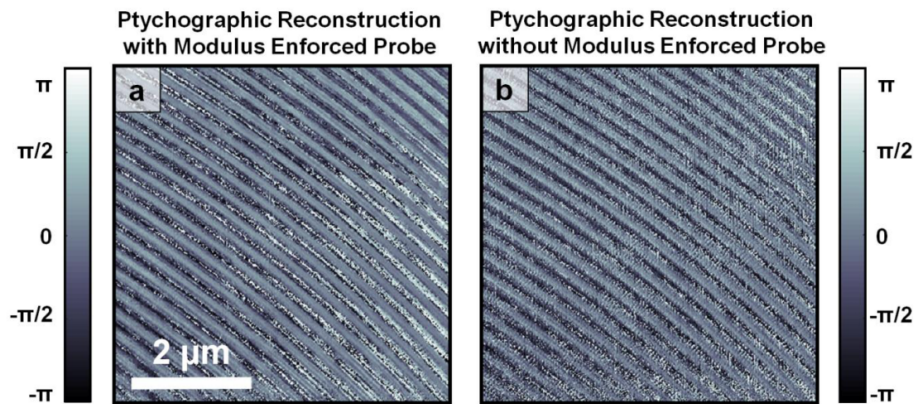 Ptychographic Reconstruction
with Modulus Enforced Probe
Ptychographic Reconstruction
without Modulus Enforced Probe
π
π/2
0
-π/2
-π
a
2 μm
b
π
π/2
0
-π/2
-π